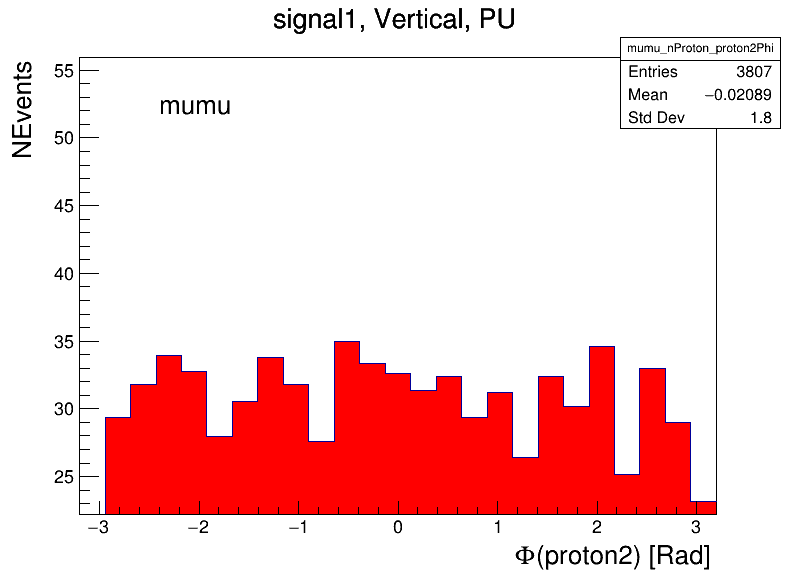 signal1, Vertical, PU
mumu_nProton_proton2Phi
Entries 3807
Mean −0.02089
Std Dev 1.8
NEvents
mumu
55
50
45
40
35
30
25
−3 −2 −1 0 1 2 3
Φ(proton2) [Rad]